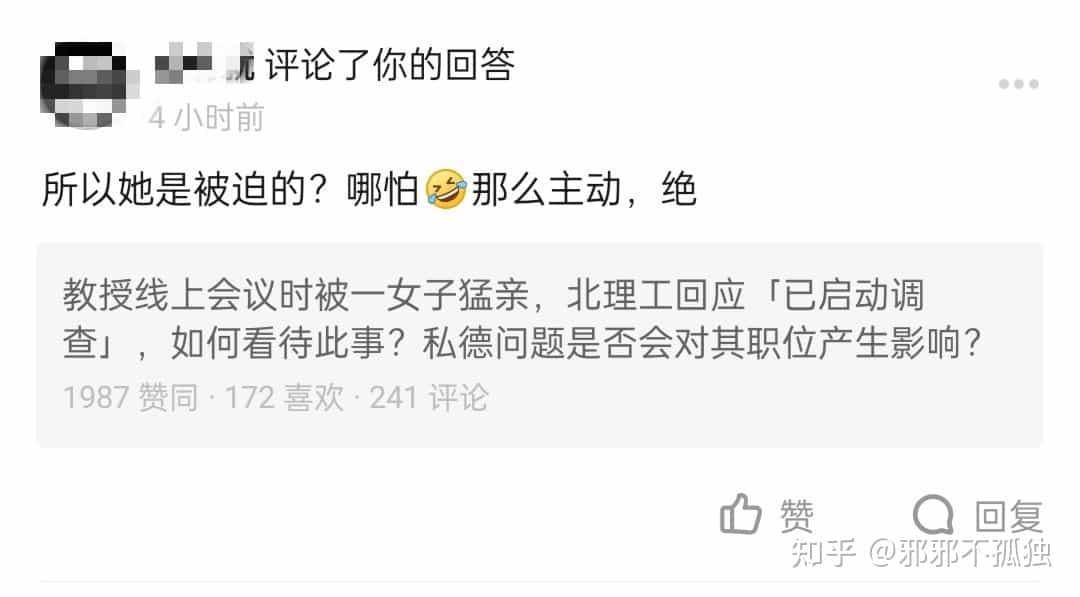 就 评论了你的回答
4 小时前
所以她是被迫的？哪怕🤣那么主动，绝
教授线上会议时被一女子猛亲，北理工回应「已启动调
查」，如何看待此事？私德问题是否会对其职位产生影响？
1987 赞同 · 172 喜欢 · 241 评论
赞 回复
知乎 @邪邪不孤独